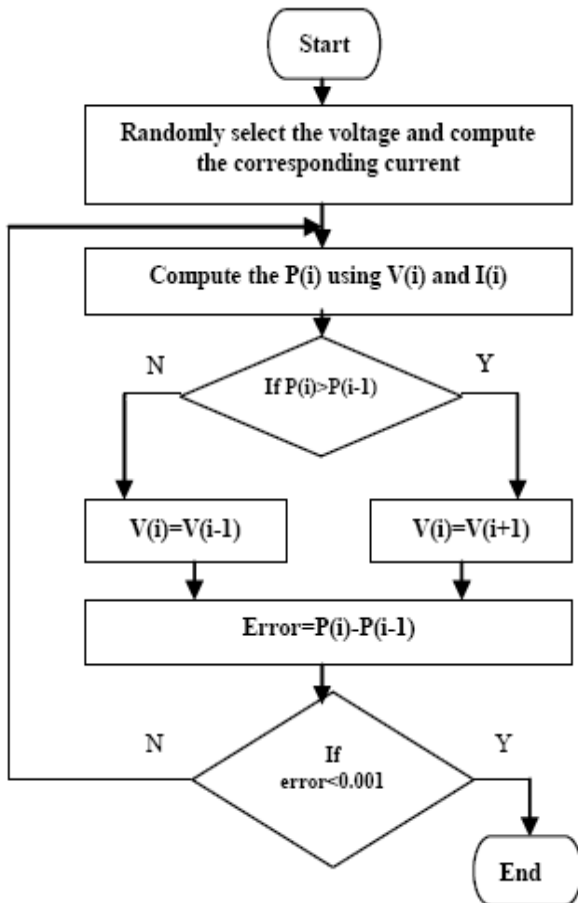 Start
Randomly select the voltage and compute
the corresponding current
Compute the P(i) using V(i) and I(i)
N
Y
If P(i)>P(i-1)
V(i)=V(i-1)
V(i)=V(i+1)
Error=P(i)-P(i-1)
N
Y
If
error<0.001
End